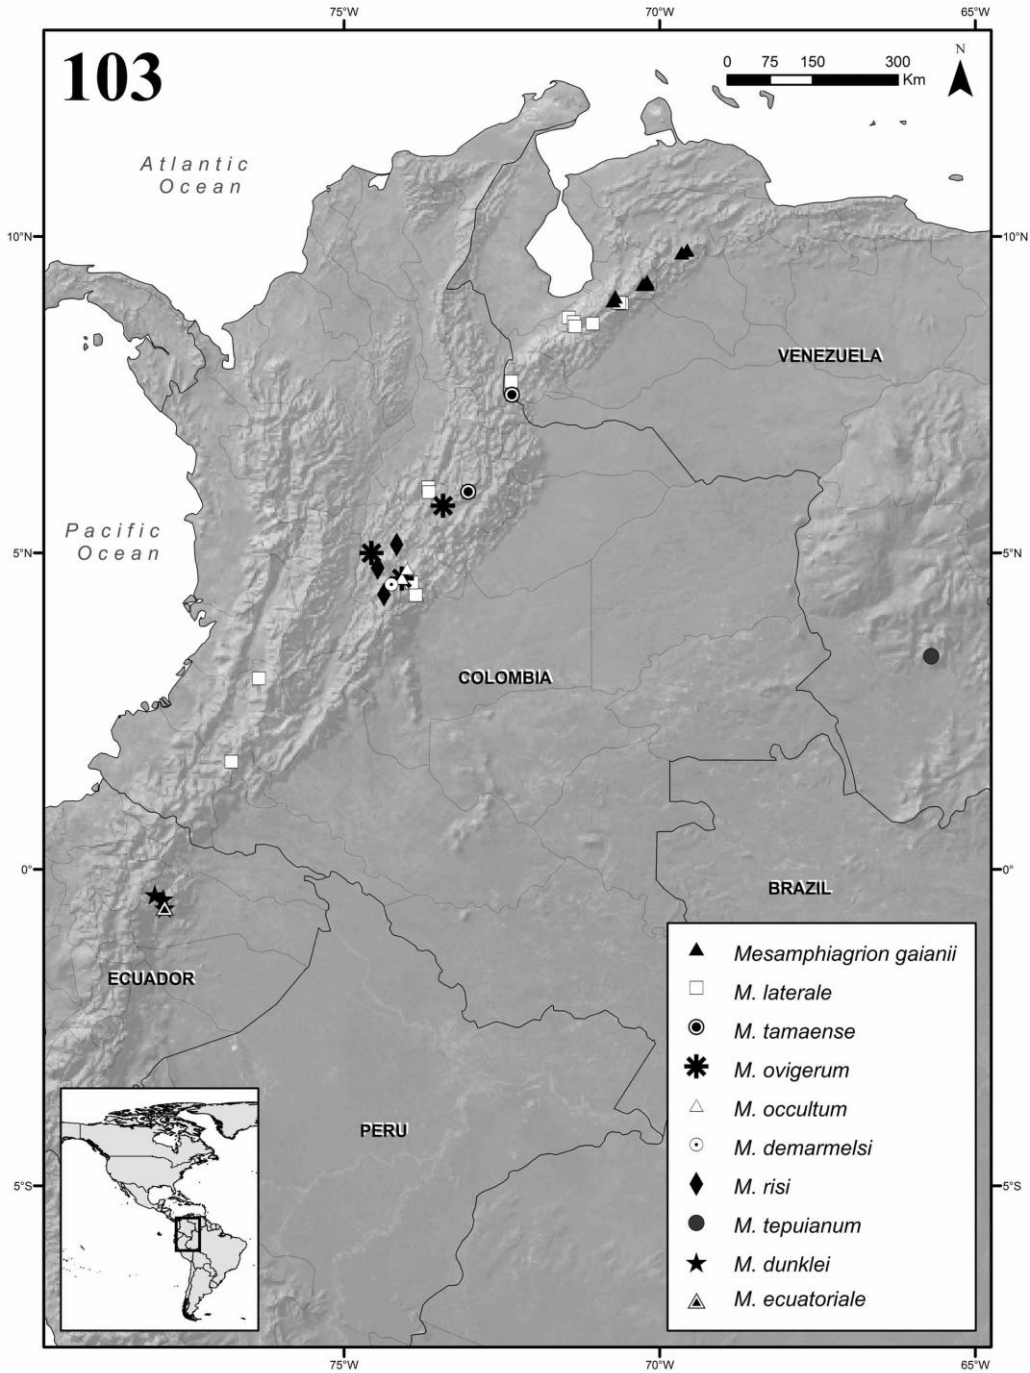 75°W 70°W 65°W
103
0 75 150 300
Km
N
Atlantic
Ocean
10°N 10°N
VENEZUELA
Pacific
Ocean
5°N 5°N
COLOMBIA
0° 0°
BRAZIL
ECUADOR
Mesamphiagrion gaianii
M. laterale
M. tamaense
M. ovigerum
M. occultum
M. demarmelsi
M. risi
M. tepuianum
M. dunklei
M. ecuatoriale
PERU
5°S 5°S
75°W 70°W 65°W